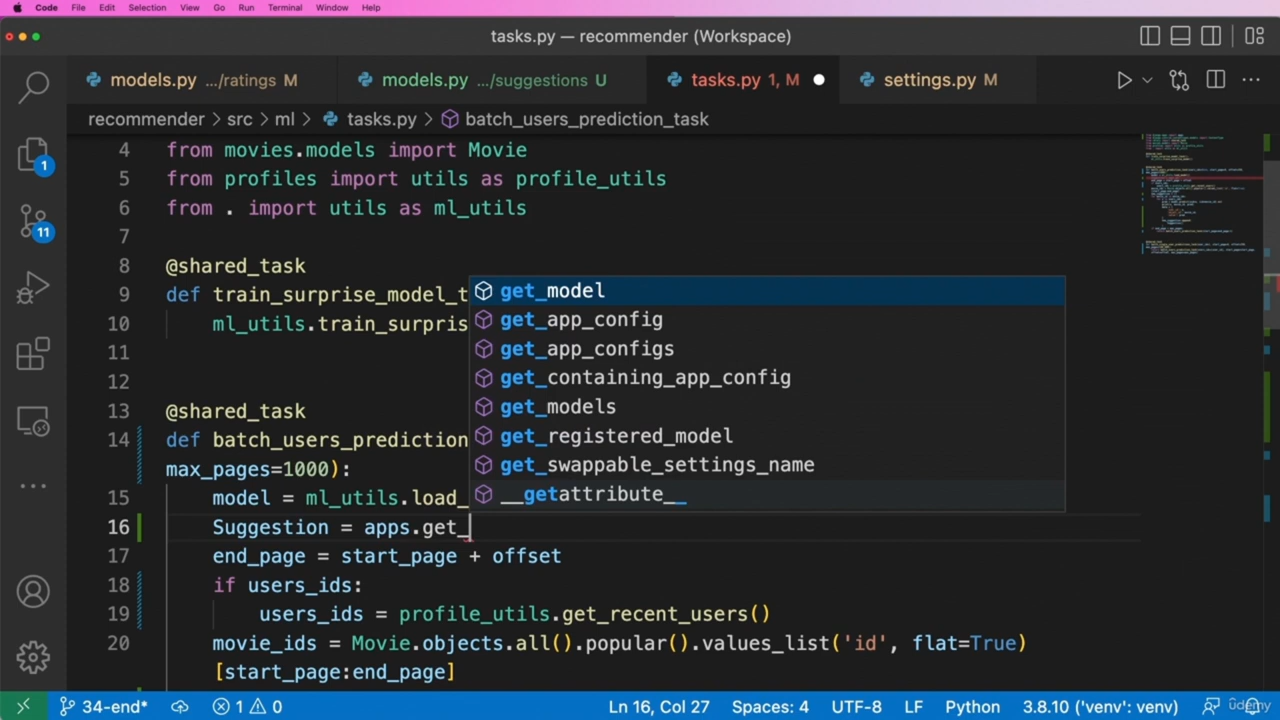 Code File Edit Selection View Go Run Terminal Window Help
tasks.py — recommender (Workspace)
models.py .../ratings M models.py .../suggestions U tasks.py 1, M settings.py M
recommender > src > ml > tasks.py > batch_users_prediction_task
4 from movies.models import Movie
5 from profiles import utils as profile_utils
6 from . import utils as ml_utils
7
8 @shared_task
9 def train_surprise_model_t
10 ml_utils.train_surpris
11
12
13 @shared_task
14 def batch_users_prediction
max_pages=1000):
15 model = ml_utils.load_
16 Suggestion = apps.get_
17 end_page = start_page + offset
18 if users_ids:
19 users_ids = profile_utils.get_recent_users()
20 movie_ids = Movie.objects.all().popular().values_list('id', flat=True)
[start_page:end_page]
get_model
get_app_config
get_app_configs
get_containing_app_config
get_models
get_registered_model
get_swappable_settings_name
__getattribute__
1
11
34-end* 1 0 Ln 16, Col 27 Spaces: 4 UTF-8 LF Python 3.8.10 ('venv': venv)
udemy